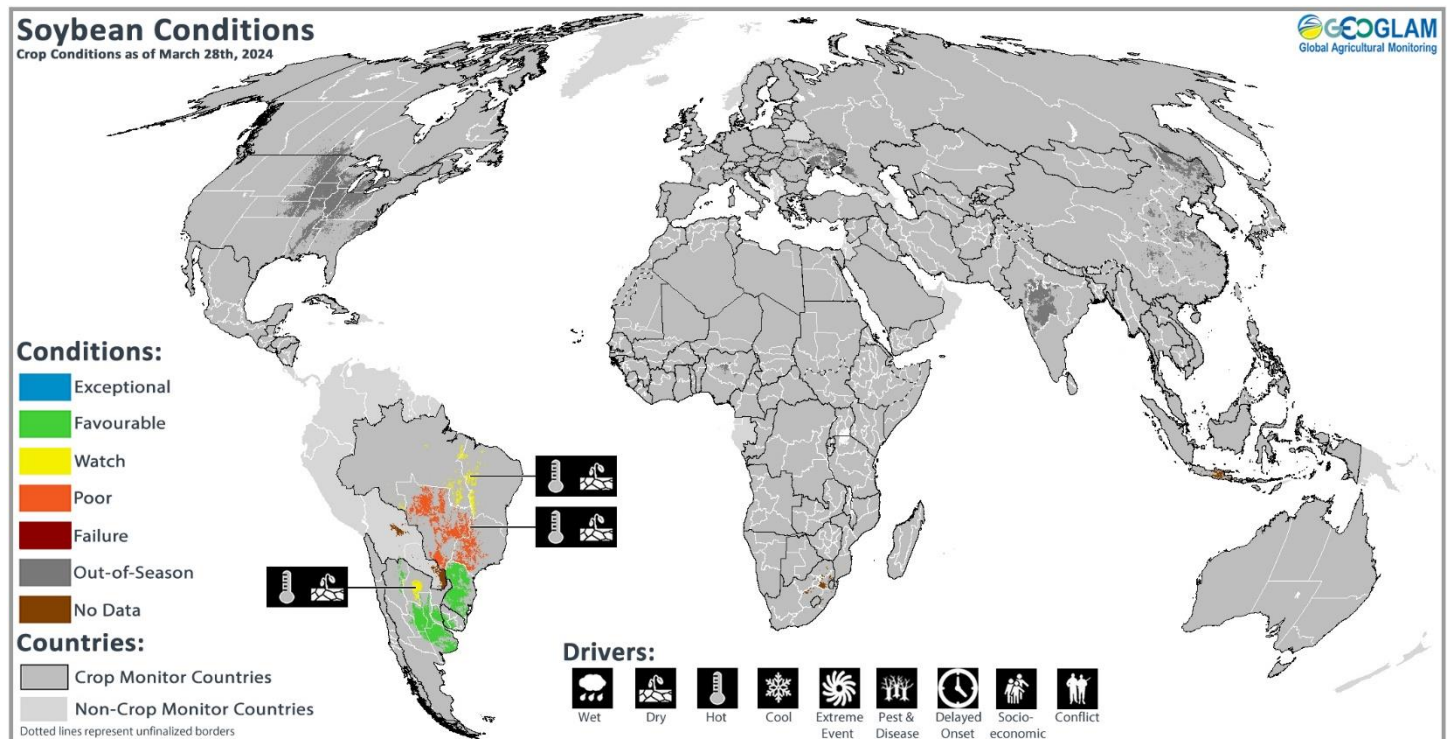 Soybean Conditions
Crop Conditions as of March 28th, 2024
GEOGLAM
Global Agricultural Monitoring
Conditions:
Exceptional
Favourable
Watch
Poor
Failure
Out-of-Season
No Data
Countries:
Crop Monitor Countries
Non-Crop Monitor Countries
Dotted lines represent unfinalized borders
Drivers:
Wet
Dry
Hot
Cool
Extreme
Event
Pest &
Disease
Delayed
Onset
Socio-
economic
Conflict